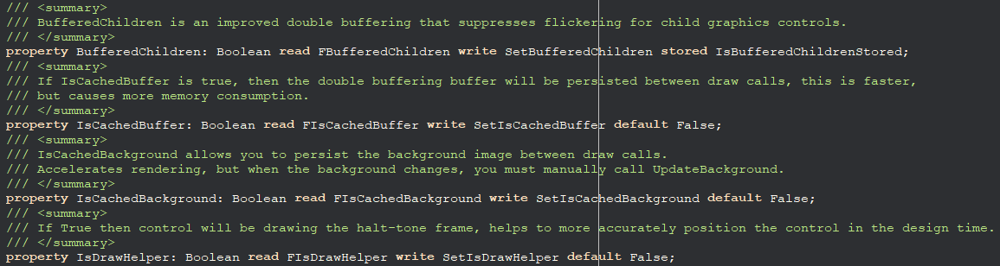 /// <summary>
/// BufferedChildren is an improved double buffering that suppresses flickering for child graphics controls.
/// </summary>
property BufferedChildren: Boolean read FBufferedChildren write SetBufferedChildren stored IsBufferedChildrenStored;
/// <summary>
/// If IsCachedBuffer is true, then the double buffering buffer will be persisted between draw calls, this is faster,
/// but causes more memory consumption.
/// </summary>
property IsCachedBuffer: Boolean read FIsCachedBuffer write SetIsCachedBuffer default False;
/// <summary>
/// IsCachedBackground allows you to persist the background image between draw calls.
/// Accelerates rendering, but when the background changes, you must manually call UpdateBackground.
/// </summary>
property IsCachedBackground: Boolean read FIsCachedBackground write SetIsCachedBackground default False;
/// <summary>
/// If True then control will be drawing the halt-tone frame, helps to more accurately position the control in the design time.
/// </summary>
property IsDrawHelper: Boolean read FIsDrawHelper write SetIsDrawHelper default False;